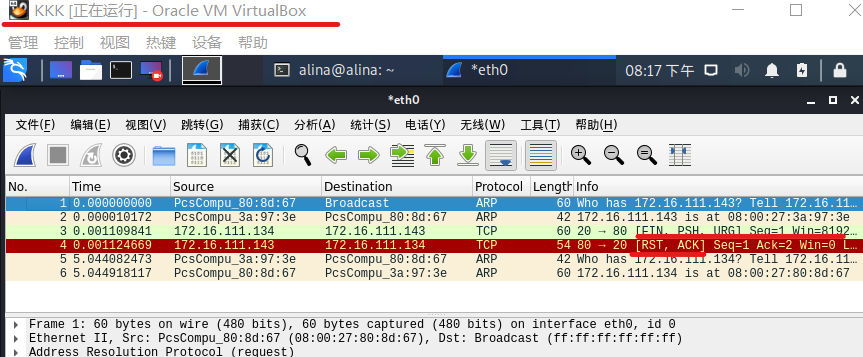 KKK [正在运行] - Oracle VM VirtualBox
管理 控制 视图 热键 设备 帮助
alina@alina: ~ *eth0 08:17 下午
*eth0
文件(F) 编辑(E) 视图(V) 跳转(G) 捕获(C) 分析(A) 统计(S) 电话(Y) 无线(W) 工具(T) 帮助(H)
No. Time Source Destination Protocol Length Info
1 0.000000000 PcsCompu_80:8d:67 Broadcast ARP 60 Who has 172.16.111.143? Tell 172.16.11…
2 0.000010172 PcsCompu_3a:97:3e PcsCompu_80:8d:67 ARP 42 172.16.111.143 is at 08:00:27:3a:97:3e
3 0.001109841 172.16.111.134 172.16.111.143 TCP 60 20 → 80 [FIN, PSH, URG] Seq=1 Win=8192…
4 0.001124669 172.16.111.143 172.16.111.134 TCP 54 80 → 20 [RST, ACK] Seq=1 Ack=2 Win=0 L…
5 5.044082473 PcsCompu_3a:97:3e PcsCompu_80:8d:67 ARP 42 Who has 172.16.111.134? Tell 172.16.11…
6 5.044918117 PcsCompu_80:8d:67 PcsCompu_3a:97:3e ARP 60 172.16.111.134 is at 08:00:27:80:8d:67
Frame 1: 60 bytes on wire (480 bits), 60 bytes captured (480 bits) on interface eth0, id 0
Ethernet II, Src: PcsCompu_80:8d:67 (08:00:27:80:8d:67), Dst: Broadcast (ff:ff:ff:ff:ff:ff)
Address Resolution Protocol (request)